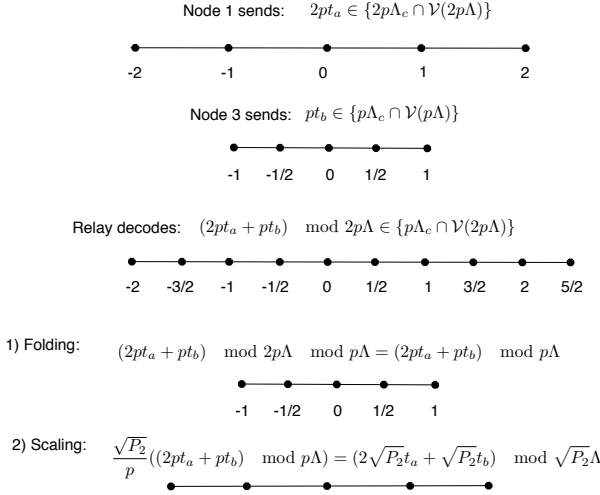 Node 1 sends: 2pt_a ∈ {2pΛ_c ∩ 𝒱(2pΛ)}
-2 -1 0 1 2
Node 3 sends: pt_b ∈ {pΛ_c ∩ 𝒱(pΛ)}
-1 -1/2 0 1/2 1
Relay decodes: (2pt_a + pt_b) mod 2pΛ ∈ {pΛ_c ∩ 𝒱(2pΛ)}
-2 -3/2 -1 -1/2 0 1/2 1 3/2 2 5/2
1) Folding: (2pt_a + pt_b) mod 2pΛ mod pΛ = (2pt_a + pt_b) mod pΛ
-1 -1/2 0 1/2 1
2) Scaling: √P_2/p ((2pt_a + pt_b) mod pΛ) = (2√P_2 t_a + √P_2 t_b) mod √P_2 Λ